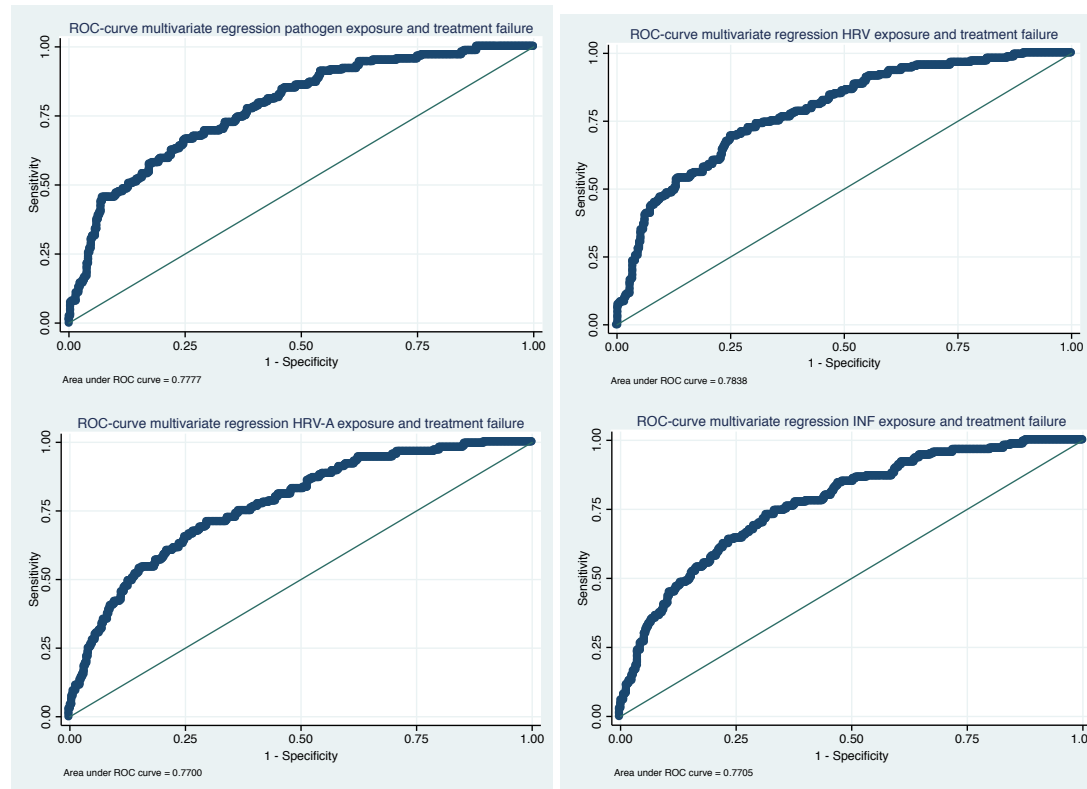 ROC-curve multivariate regression pathogen exposure and treatment failure
Sensitivity
0.00 0.25 0.50 0.75 1.00
0.00 0.25 0.50 0.75 1.00
1 - Specificity
Area under ROC curve = 0.7777
ROC-curve multivariate regression HRV exposure and treatment failure
Sensitivity
0.00 0.25 0.50 0.75 1.00
0.00 0.25 0.50 0.75 1.00
1 - Specificity
Area under ROC curve = 0.7838
ROC-curve multivariate regression HRV-A exposure and treatment failure
Sensitivity
0.00 0.25 0.50 0.75 1.00
0.00 0.25 0.50 0.75 1.00
1 - Specificity
Area under ROC curve = 0.7700
ROC-curve multivariate regression INF exposure and treatment failure
Sensitivity
0.00 0.25 0.50 0.75 1.00
0.00 0.25 0.50 0.75 1.0
1 - Specificity
Area under ROC curve = 0.7705